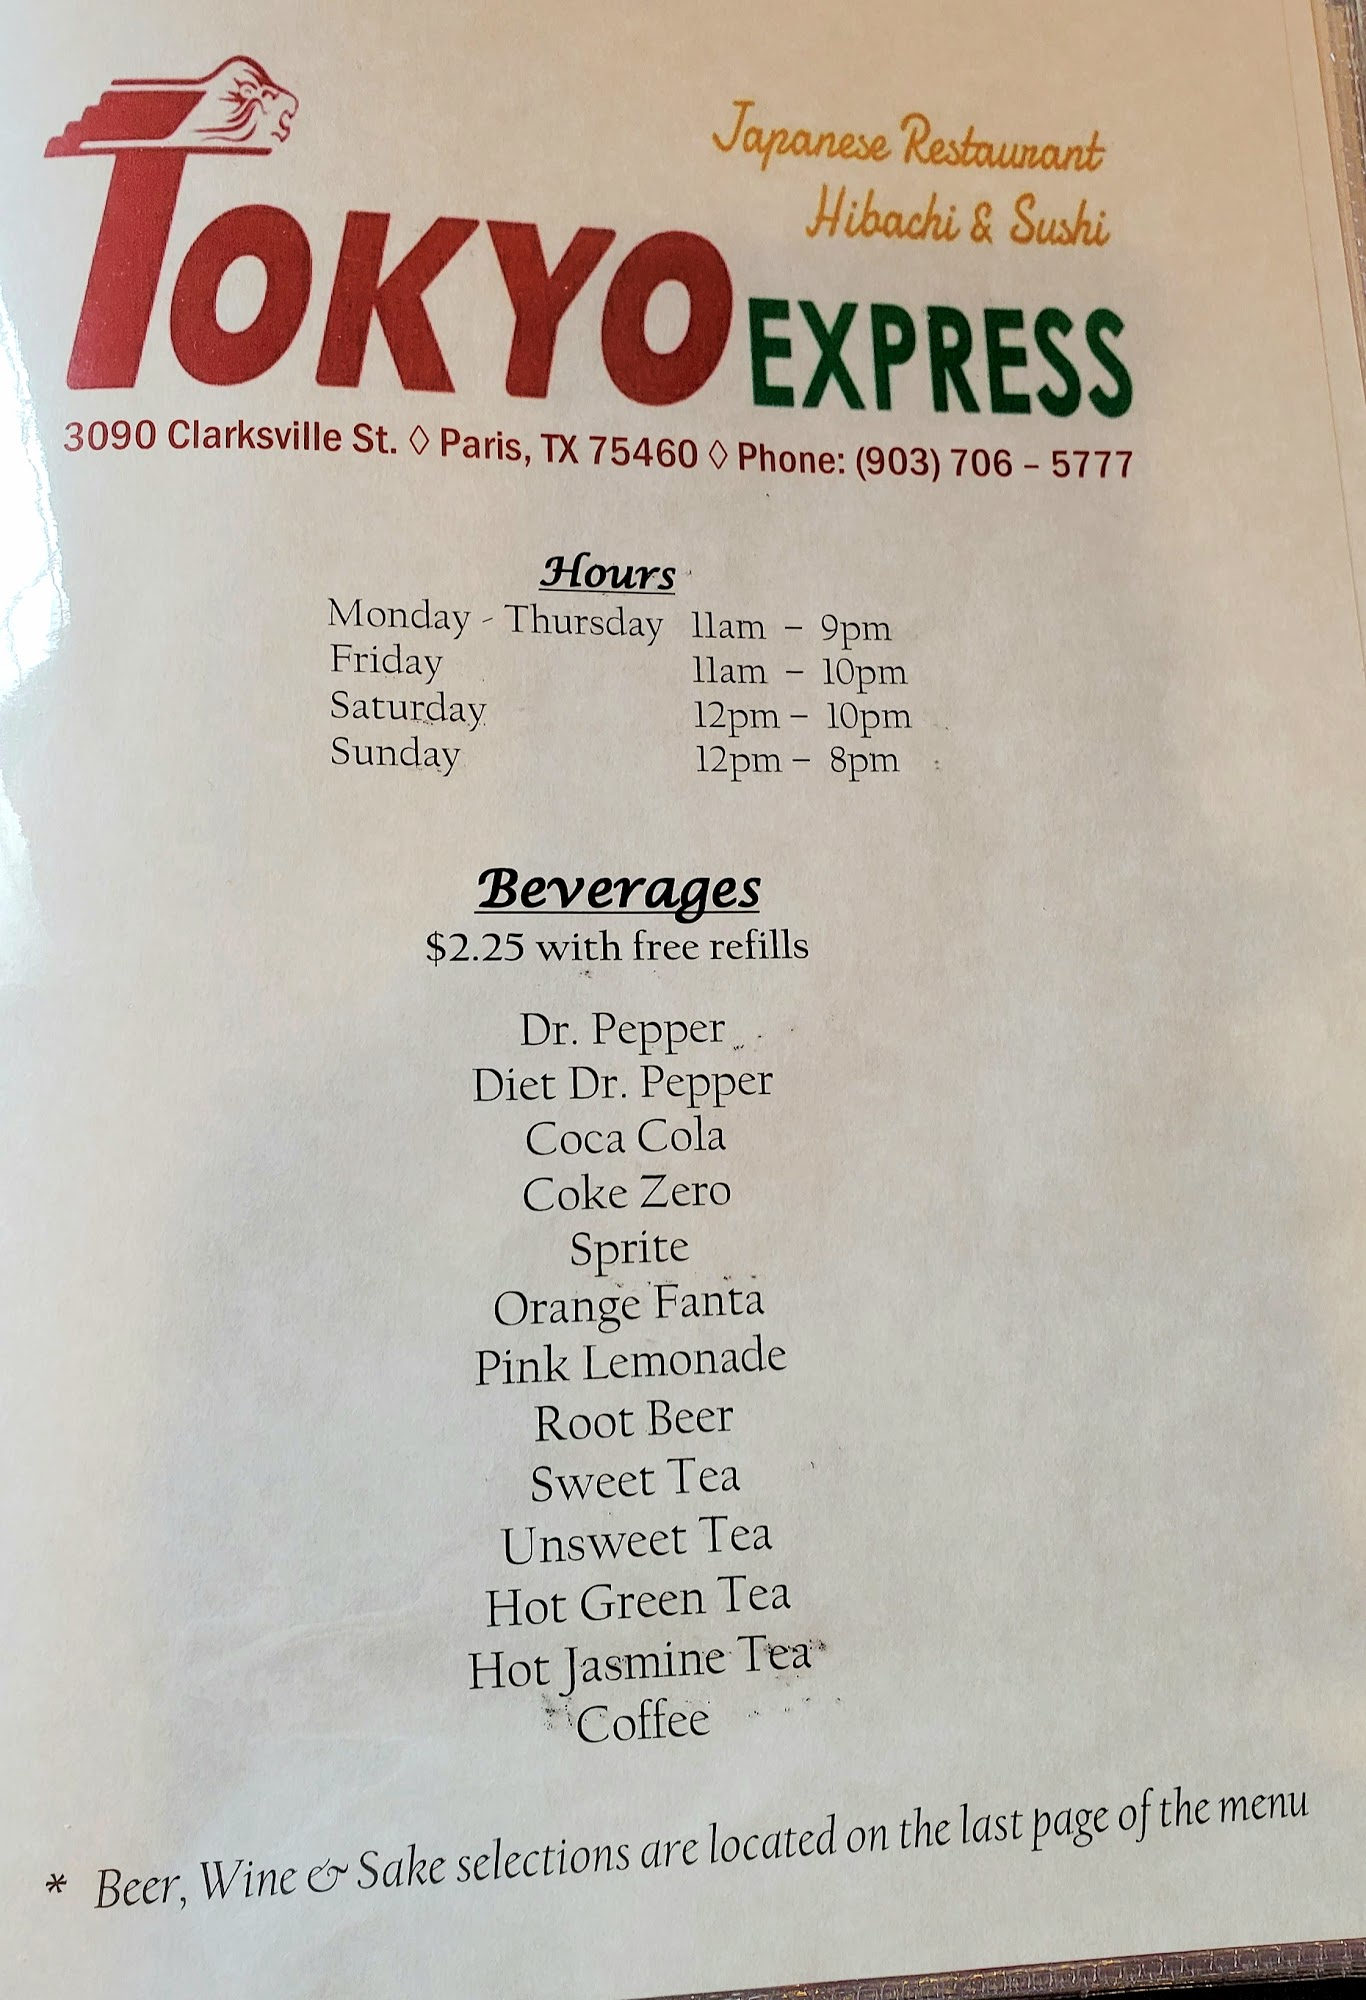 Japanese Restaurant
Hibachi & Sushi
TOKYO EXPRESS
3090 Clarksville St. ◊ Paris, TX 75460 ◊ Phone: (903) 706 – 5777
Hours
Monday - Thursday 11am – 9pm
Friday 11am – 10pm
Saturday 12pm – 10pm
Sunday 12pm – 8pm
Beverages
$2.25 with free refills
Dr. Pepper
Diet Dr. Pepper
Coca Cola
Coke Zero
Sprite
Orange Fanta
Pink Lemonade
Root Beer
Sweet Tea
Unsweet Tea
Hot Green Tea
Hot Jasmine Tea
Coffee
* Beer, Wine & Sake selections are located on the last page of the menu